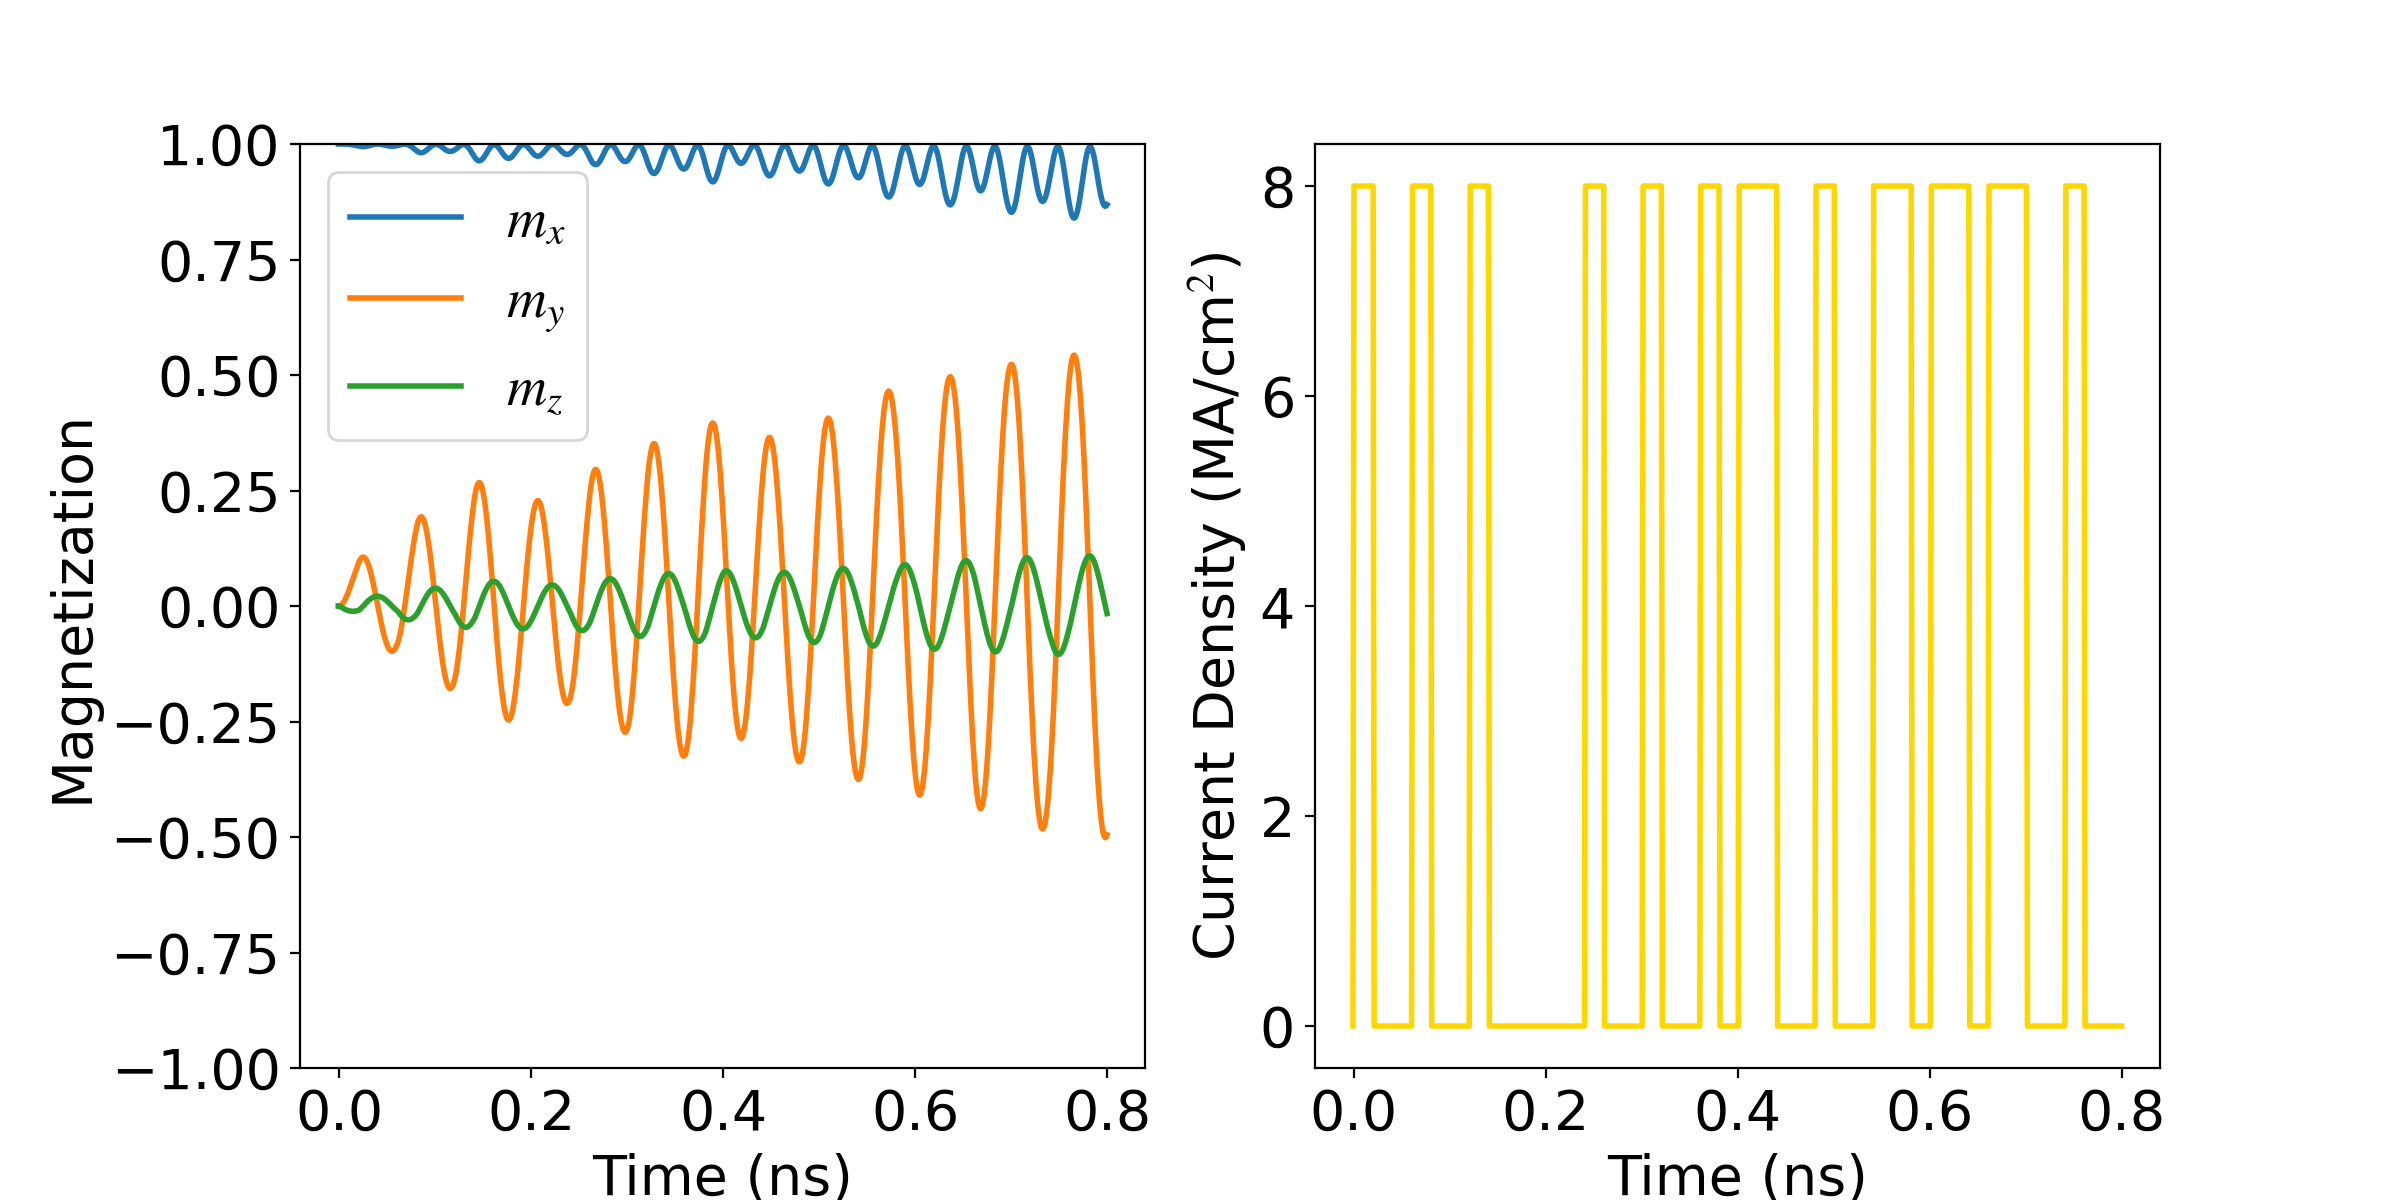 1.00
0.75
0.50
0.25
0.00
−0.25
−0.50
−0.75
−1.00
Magnetization
m_x
m_y
m_z
0.0 0.2 0.4 0.6 0.8
Time (ns)
8
6
4
2
0
Current Density (MA/cm²)
0.0 0.2 0.4 0.6 0.8
Time (ns)